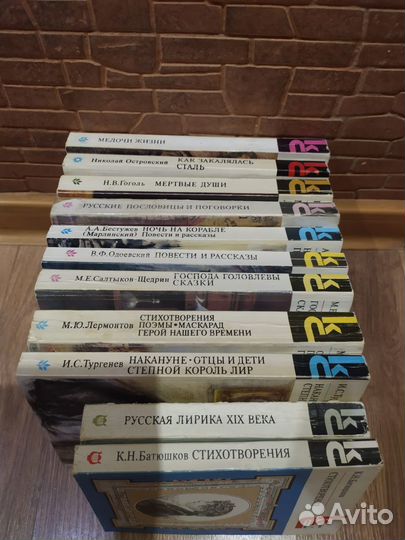 МЕЛОЧИ ЖИЗНИ
Николай Островский КАК ЗАКАЛЯЛАСЬ
СТАЛЬ
Н.В.Гоголь МЕРТВЫЕ ДУШИ
РУССКИЕ ПОСЛОВИЦЫ И ПОГОВОРКИ
А.А.Бестужев НОЧЬ НА КОРАБЛЕ
(Марлинский) Повести и рассказы
В.Ф.Одоевский ПОВЕСТИ И РАССКАЗЫ
М.Е.Салтыков-Щедрин ГОСПОДА ГОЛОВЛЕВЫ
СКАЗКИ
СТИХОТВОРЕНИЯ
М.Ю.Лермонтов ПОЭМЫ•МАСКАРАД
ГЕРОЙ НАШЕГО ВРЕМЕНИ
И.С.Тургенев НАКАНУНЕ•ОТЦЫ И ДЕТИ
СТЕПНОЙ КОРОЛЬ ЛИР
РУССКАЯ ЛИРИКА XIX ВЕКА
К.Н.Батюшков СТИХОТВОРЕНИЯ
Avito